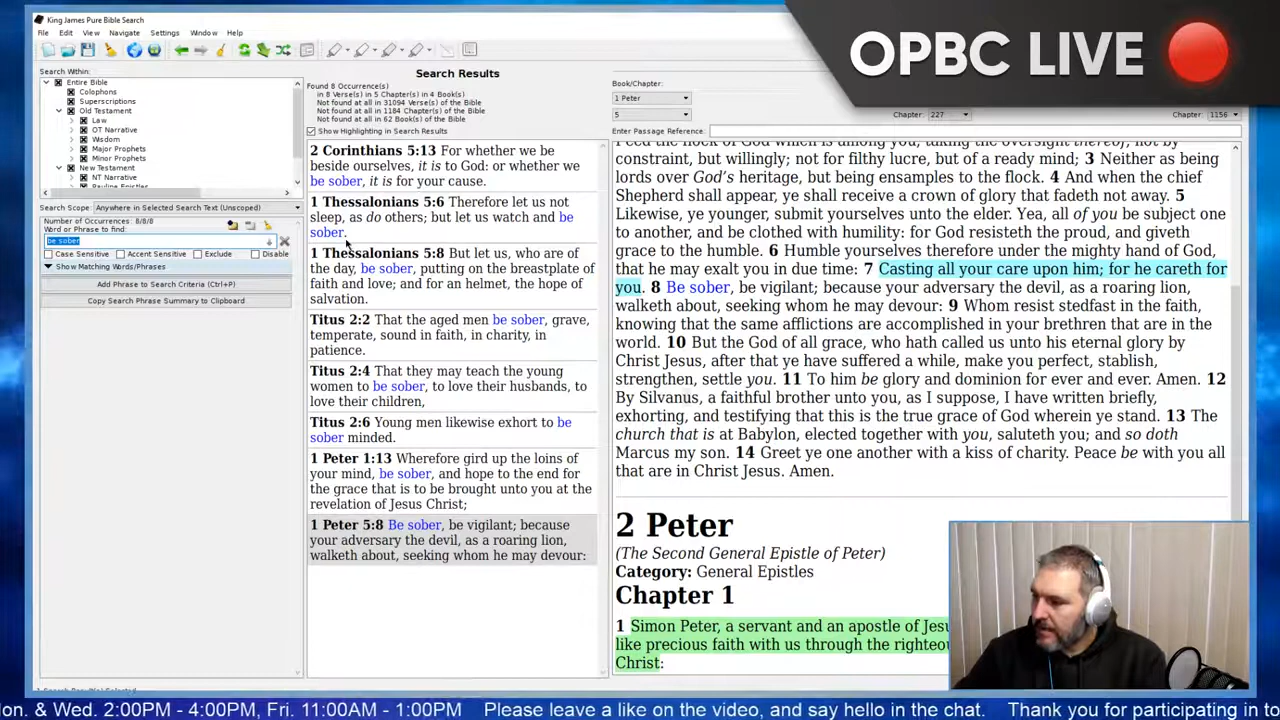 King James Pure Bible Search
OPBC LIVE
File Edit View Navigate Settings Window Help
Search Within:
Entire Bible
Colophons
Superscriptions
Old Testament
Law
OT Narrative
Wisdom
Major Prophets
Minor Prophets
New Testament
NT Narrative
Pauline Epistles
Search Scope: Anywhere in Selected Search Text (Unscoped)
Number of Occurrences: 8/8/8
Word or Phrase to find:
be sober
Case Sensitive Accent Sensitive Exclude Disable
Show Matching Words/Phrases
Add Phrase to Search Criteria (Ctrl+P)
Copy Search Phrase Summary to Clipboard
Search Results
Found 8 Occurrence(s)
in 8 Verse(s) in 5 Chapter(s) in 4 Book(s)
Not found at all in 31094 Verse(s) of the Bible
Not found at all in 1184 Chapter(s) of the Bible
Not found at all in 62 Book(s) of the Bible
Show Highlighting in Search Results
2 Corinthians 5:13 For whether we be
beside ourselves, it is to God: or whether we
be sober, it is for your cause.
1 Thessalonians 5:6 Therefore let us not
sleep, as do others; but let us watch and be
sober.
1 Thessalonians 5:8 But let us, who are of
the day, be sober, putting on the breastplate of
faith and love; and for an helmet, the hope of
salvation.
Titus 2:2 That the aged men be sober, grave,
temperate, sound in faith, in charity, in
patience.
Titus 2:4 That they may teach the young
women to be sober, to love their husbands, to
love their children,
Titus 2:6 Young men likewise exhort to be
sober minded.
1 Peter 1:13 Wherefore gird up the loins of
your mind, be sober, and hope to the end for
the grace that is to be brought unto you at the
revelation of Jesus Christ;
1 Peter 5:8 Be sober, be vigilant; because
your adversary the devil, as a roaring lion,
walketh about, seeking whom he may devour:
Book/Chapter:
1 Peter
5
Chapter: 227
Chapter: 1156
Enter Passage Reference:
constraint, but willingly; not for filthy lucre, but of a ready mind; 3 Neither as being
lords over God's heritage, but being ensamples to the flock. 4 And when the chief
Shepherd shall appear, ye shall receive a crown of glory that fadeth not away. 5
Likewise, ye younger, submit yourselves unto the elder. Yea, all of you be subject one
to another, and be clothed with humility: for God resisteth the proud, and giveth
grace to the humble. 6 Humble yourselves therefore under the mighty hand of God,
that he may exalt you in due time: 7 Casting all your care upon him; for he careth for
you. 8 Be sober, be vigilant; because your adversary the devil, as a roaring lion,
walketh about, seeking whom he may devour: 9 Whom resist stedfast in the faith,
knowing that the same afflictions are accomplished in your brethren that are in the
world. 10 But the God of all grace, who hath called us unto his eternal glory by
Christ Jesus, after that ye have suffered a while, make you perfect, stablish,
strengthen, settle you. 11 To him be glory and dominion for ever and ever. Amen. 12
By Silvanus, a faithful brother unto you, as I suppose, I have written briefly,
exhorting, and testifying that this is the true grace of God wherein ye stand. 13 The
church that is at Babylon, elected together with you, saluteth you; and so doth
Marcus my son. 14 Greet ye one another with a kiss of charity. Peace be with you all
that are in Christ Jesus. Amen.
2 Peter
(The Second General Epistle of Peter)
Category: General Epistles
Chapter 1
1 Simon Peter, a servant and an apostle of Jesu
like precious faith with us through the righteou
Christ:
on. & Wed. 2:00PM - 4:00PM, Fri. 11:00AM - 1:00PM Please leave a like on the video, and say hello in the chat. Thank you for participating in to